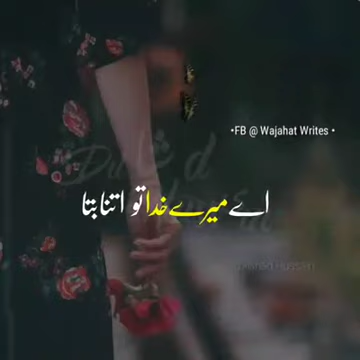 •FB @ Wajahat Writes •
اے میرے خدا تو اتنا بتا